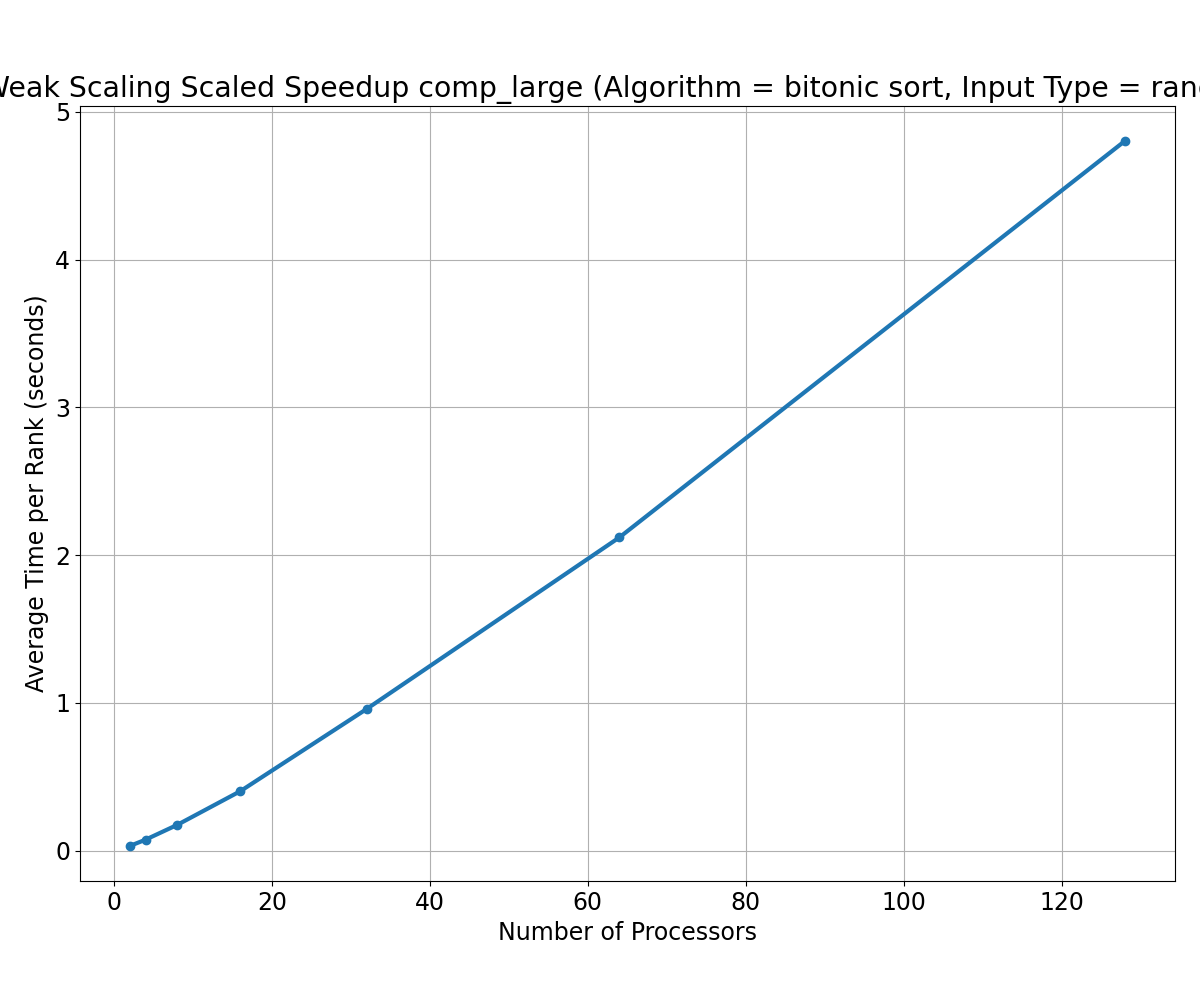 Weak Scaling Scaled Speedup comp_large (Algorithm = bitonic sort, Input Type =
5
4
3
2
1
0
Average Time per Rank (seconds)
0 20 40 60 80 100 120
Number of Processors